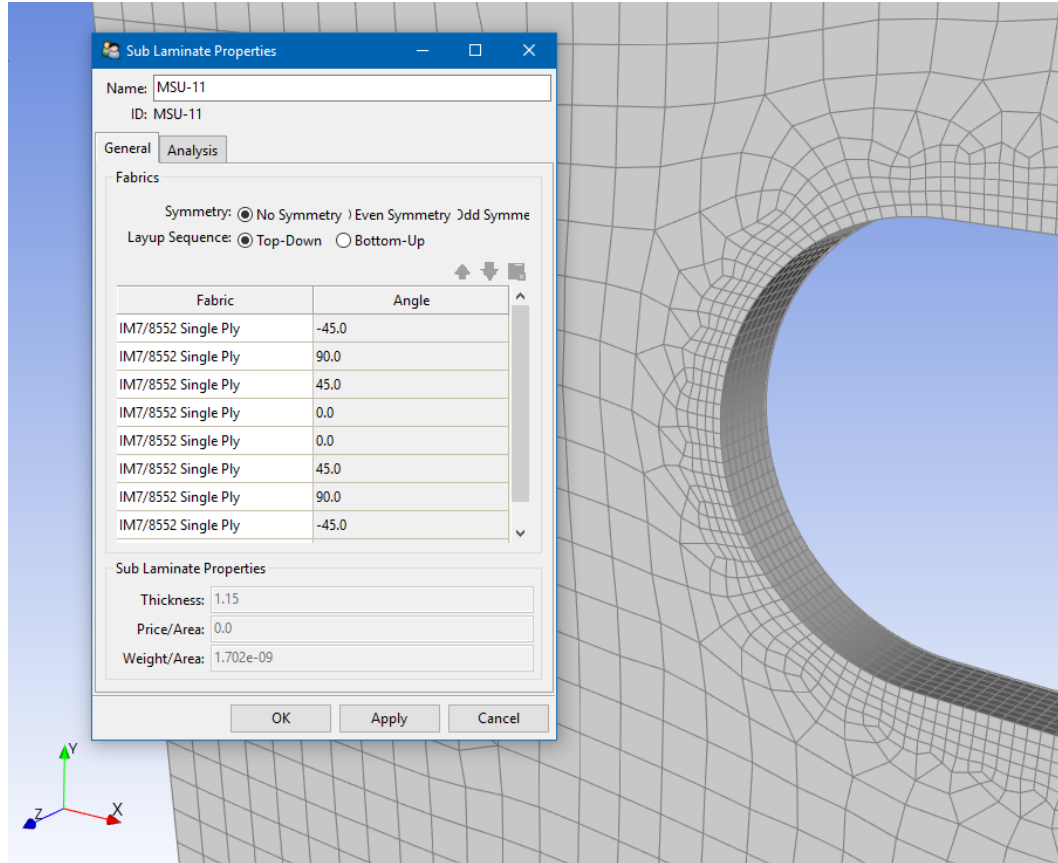 Sub Laminate Properties
Name: MSU-11
ID: MSU-11
General Analysis
Fabrics
Symmetry: No Symmetry Even Symmetry Odd Symme
Layup Sequence: Top-Down Bottom-Up
Fabric Angle
IM7/8552 Single Ply -45.0
IM7/8552 Single Ply 90.0
IM7/8552 Single Ply 45.0
IM7/8552 Single Ply 0.0
IM7/8552 Single Ply 0.0
IM7/8552 Single Ply 45.0
IM7/8552 Single Ply 90.0
IM7/8552 Single Ply -45.0
Sub Laminate Properties
Thickness: 1.15
Price/Area: 0.0
Weight/Area: 1.702e-09
OK Apply Cancel
Y
Z X